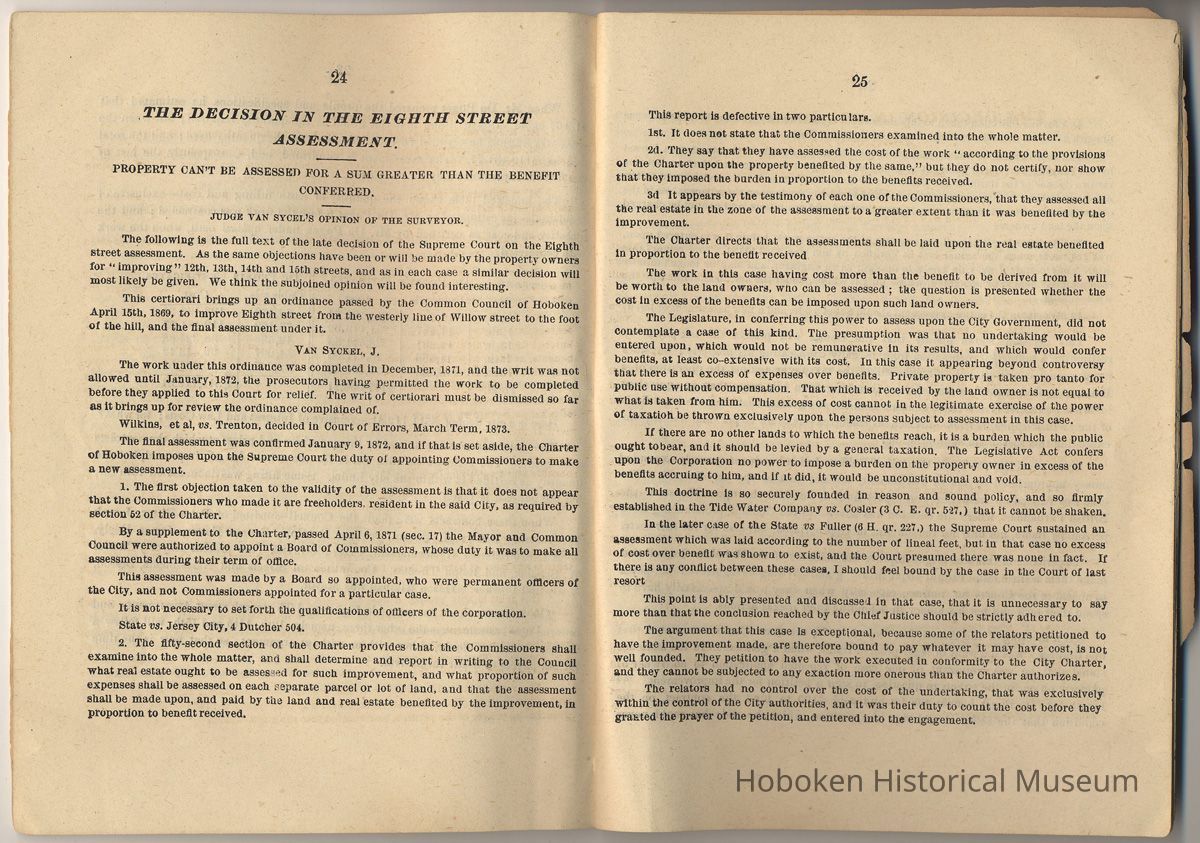 24
THE DECISION IN THE EIGHTH STREET
ASSESSMENT.
PROPERTY CAN'T BE ASSESSED FOR A SUM GREATER THAN THE BENEFIT
CONFERRED.
JUDGE VAN SYCEL'S OPINION OF THE SURVEYOR.
The following is the full text of the late decision of the Supreme Court on the Eighth
street assessment. As the same objections have been or will be made by the property owners
for "improving" 12th, 13th, 14th and 15th streets, and as in each case a similar decision will
most likely be given. We think the subjoined opinion will be found interesting.
This certiorari brings up an ordinance passed by the Common Council of Hoboken
April 15th, 1869, to improve Eighth street from the westerly line of Willow street to the foot
of the hill, and the final assessment under it.
VAN SYCKEL, J.
The work under this ordinance was completed in December, 1871, and the writ was not
allowed until January, 1872, the prosecutors having permitted the work to be completed
before they applied to this Court for relief. The writ of certiorari must be dismissed so far
as it brings up for review the ordinance complained of.
Wilkins, et al, vs. Trenton, decided in Court of Errors, March Term, 1873.
The final assessment was confirmed January 9, 1872, and if that is set aside, the Charter
of Hoboken imposes upon the Supreme Court the duty of appointing Commissioners to make
a new assessment.
1. The first objection taken to the validity of the assessment is that it does not appear
that the Commissioners who made it are freeholders, resident in the said City, as required by
section 52 of the Charter.
By a supplement to the Charter, passed April 6, 1871 (sec. 17) the Mayor and Common
Council were authorized to appoint a Board of Commissioners, whose duty it was to make all
assessments during their term of office.
This assessment was made by a Board so appointed, who were permanent officers of
the City, and not Commissioners appointed for a particular case.
It is not necessary to set forth the qualifications of officers of the corporation.
State vs. Jersey City, 4 Dutcher 504.
2. The fifty-second section of the Charter provides that the Commissioners shall
examine into the whole matter, and shall determine and report in writing to the Council
what real estate ought to be assessed for such improvement, and what proportion of such
expenses shall be assessed on each separate parcel or lot of land, and that the assessment
shall be made upon, and paid by the land and real estate benefited by the improvement, in
proportion to benefit received.
25
This report is defective in two particulars.
1st. It does not state that the Commissioners examined into the whole matter.
2d. They say that they have assessed the cost of the work "according to the provisions
of the Charter upon the property benefited by the same," but they do not certify, nor show
that they imposed the burden in proportion to the benefits received.
3d It appears by the testimony of each one of the Commissioners, that they assessed all
the real estate in the zone of the assessment to a greater extent than it was benefited by the
improvement.
The Charter directs that the assessments shall be laid upon the real estate benefited
in proportion to the benefit received
The work in this case having cost more than the benefit to be derived from it will
be worth to the land owners, who can be assessed; the question is presented whether the
cost in excess of the benefits can be imposed upon such land owners.
The Legislature, in conferring this power to assess upon the City Government, did not
contemplate a case of this kind. The presumption was that no undertaking would be
entered upon, which would not be remunerative in its results, and which would confer
benefits, at least co-extensive with its cost. In this case it appearing beyond controversy
that there is an excess of expenses over benefits. Private property is taken pro tanto for
public use without compensation. That which is received by the land owner is not equal to
what is taken from him. This excess of cost cannot in the legitimate exercise of the power
of taxation be thrown exclusively upon the persons subject to assessment in this case.
If there are no other lands to which the benefits reach, it is a burden which the public
ought to bear, and it should be levied by a general taxation. The Legislative Act confers
upon the Corporation no power to impose a burden on the property owner in excess of the
benefits accruing to him, and if it did, it would be unconstitutional and void.
This doctrine is so securely founded in reason and sound policy, and so firmly
established in the Tide Water Company vs. Cosler (3 C. E. qr. 527,) that it cannot be shaken.
In the later case of the State vs Fuller (6 H. qr. 227,) the Supreme Court sustained an
assessment which was laid according to the number of lineal feet, but in that case no excess
of cost over benefit was shown to exist, and the Court presumed there was none in fact. If
there is any conflict between these cases, I should feel bound by the case in the Court of last
resort
This point is ably presented and discussed in that case, that it is unnecessary to say
more than that the conclusion reached by the Chief Justice should be strictly adhered to.
The argument that this case is exceptional, because some of the relators petitioned to
have the improvement made, are therefore bound to pay whatever it may have cost, is not
well founded. They petition to have the work executed in conformity to the City Charter,
and they cannot be subjected to any exaction more onerous than the Charter authorizes.
The relators had no control over the cost of the undertaking, that was exclusively
within the control of the City authorities, and it was their duty to count the cost before they
granted the prayer of the petition, and entered into the engagement.
Hoboken Historical Museum